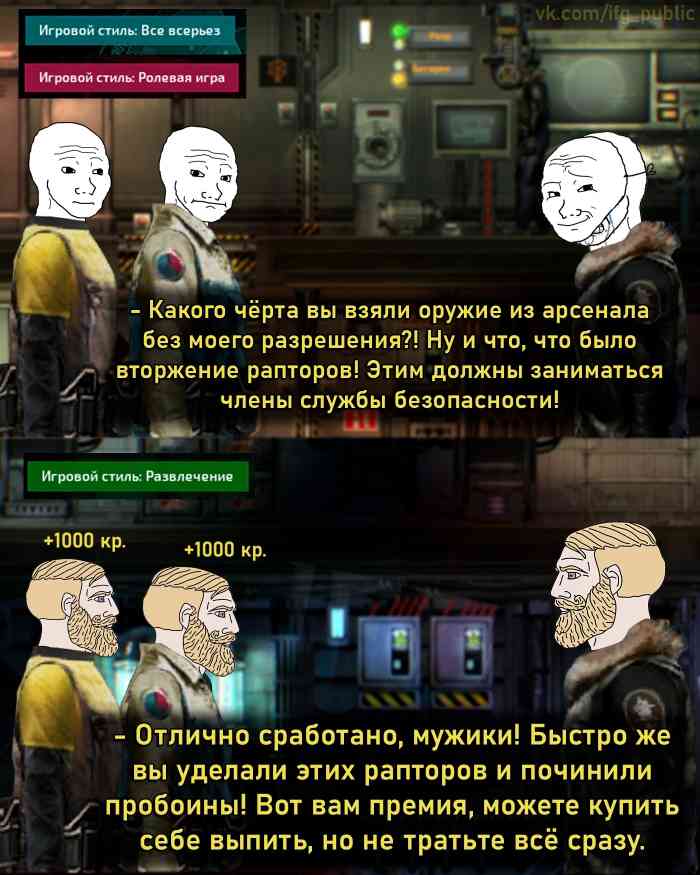 vk.com/ifg_public
Игровой стиль: Все всерьез
Игровой стиль: Ролевая игра
- Какого чёрта вы взяли оружие из арсенала
без моего разрешения?! Ну и что, что было
вторжение рапторов! Этим должны заниматься
члены службы безопасности!
Игровой стиль: Развлечение
+1000 кр.
+1000 кр.
- Отлично сработано, мужики! Быстро же
вы уделали этих рапторов и починили
пробоины! Вот вам премия, можете купить
себе выпить, но не тратьте всё сразу.